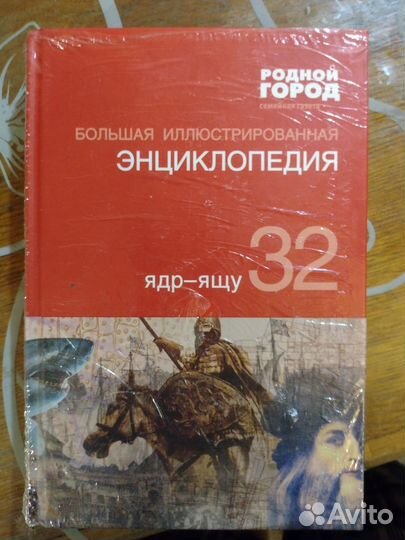 РОДНОЙ
ГОРОД
СЕМЕЙНАЯ ГАЗЕТА
БОЛЬШАЯ ИЛЛЮСТРИРОВАННАЯ
ЭНЦИКЛОПЕДИЯ
ядр–ящу 32
Avito